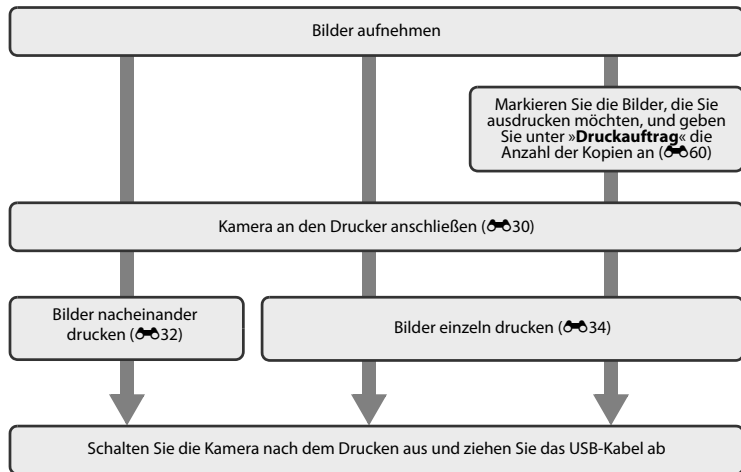 Bilder aufnehmen
Markieren Sie die Bilder, die Sie
ausdrucken möchten, und geben
Sie unter »Druckauftrag« die
Anzahl der Kopien an (60)
Kamera an den Drucker anschließen (30)
Bilder nacheinander
drucken (32)
Bilder einzeln drucken (34)
Schalten Sie die Kamera nach dem Drucken aus und ziehen Sie das USB-Kabel ab